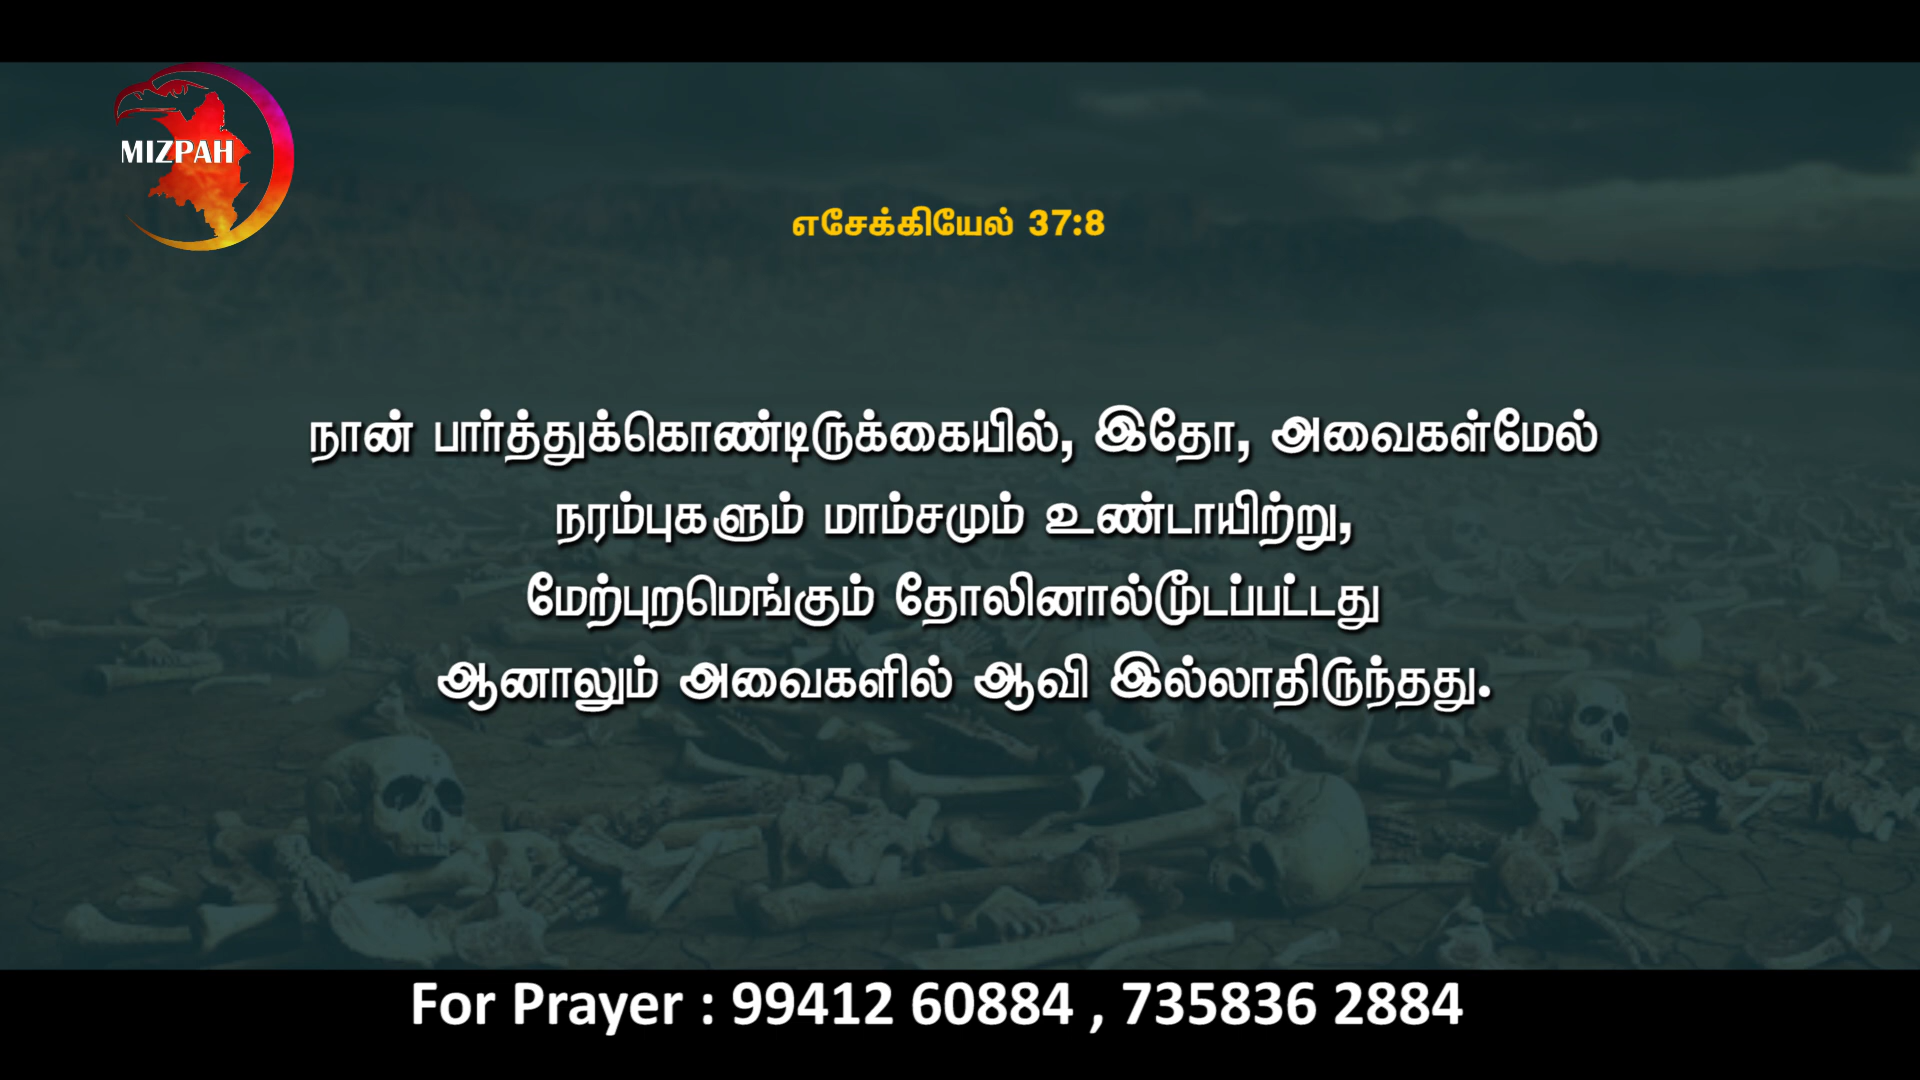 MIZPAH
எசேக்கியேல் 37:8
நான் பார்த்துக்கொண்டிருக்கையில், இதோ, அவைகள்மேல்
நரம்புகளும் மாம்சமும் உண்டாயிற்று,
மேற்புறமெங்கும் தோலினால்மூடப்பட்டது
ஆனாலும் அவைகளில் ஆவி இல்லாதிருந்தது.
For Prayer : 99412 60884 , 735836 2884